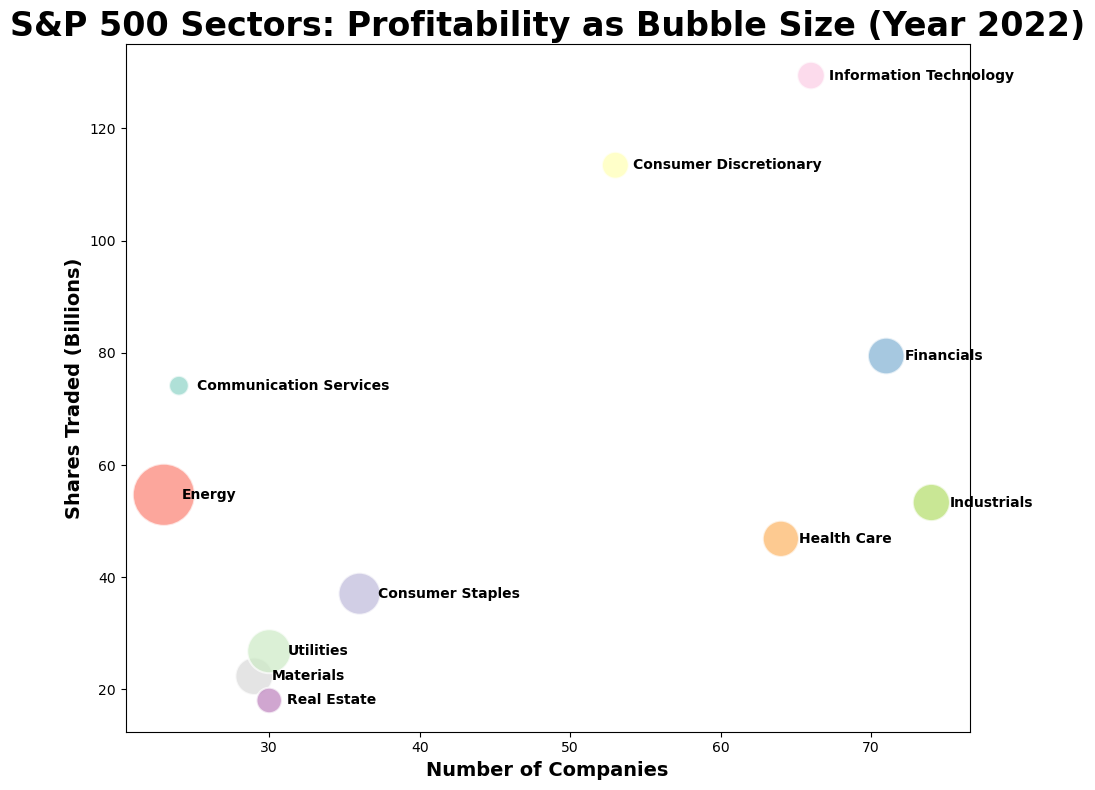 S&P 500 Sectors: Profitability as Bubble Size (Year 2022)
Information Technology
120
Consumer Discretionary
100
80
Financials
Communication Services
Shares Traded (Billions)
60
Energy
Industrials
Health Care
40
Consumer Staples
Utilities
Materials
20
Real Estate
30 40 50 60 70
Number of Companies